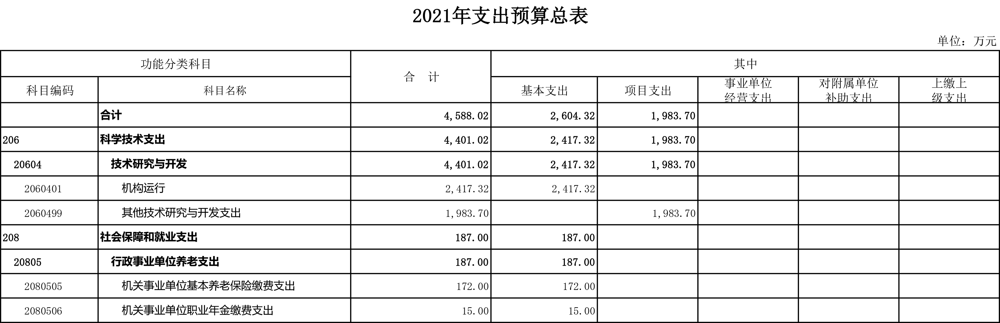 2021年支出预算总表
单位：万元
功能分类科目 合 计 其中
科目编码 科目名称 基本支出 项目支出 事业单位经营支出 对附属单位补助支出 上缴上级支出
合计 4,588.02 2,604.32 1,983.70
206 科学技术支出 4,401.02 2,417.32 1,983.70
20604 技术研究与开发 4,401.02 2,417.32 1,983.70
2060401 机构运行 2,417.32 2,417.32
2060499 其他技术研究与开发支出 1,983.70 1,983.70
208 社会保障和就业支出 187.00 187.00
20805 行政事业单位养老支出 187.00 187.00
2080505 机关事业单位基本养老保险缴费支出 172.00 172.00
2080506 机关事业单位职业年金缴费支出 15.00 15.00